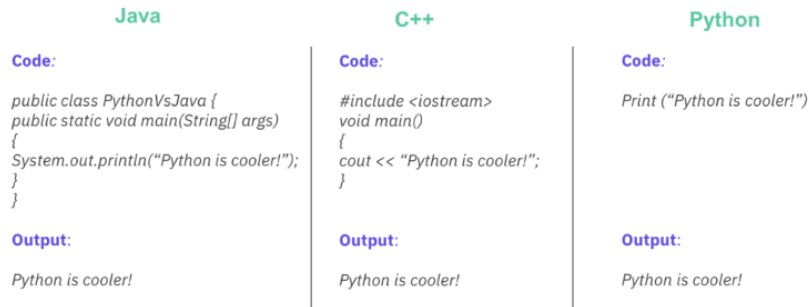 Java
Code:
public class PythonVsJava {
public static void main(String[] args)
{
System.out.println(“Python is cooler!”);
}
}
Output:
Python is cooler!
C++
Code:
#include <iostream>
void main()
{
cout << “Python is cooler!”;
}
Output:
Python is cooler!
Python
Code:
Print (“Python is cooler!”)
Output:
Python is cooler!